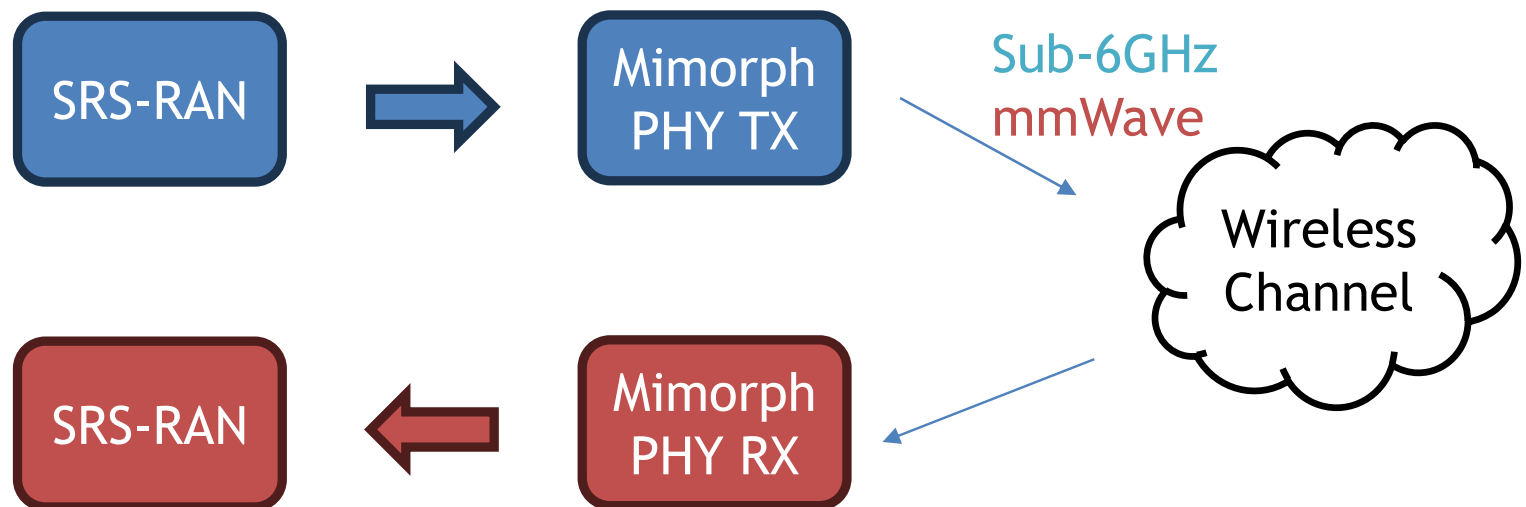 SRS-RAN
Mimorph
PHY TX
Sub-6GHz
mmWave
Wireless
Channel
SRS-RAN
Mimorph
PHY RX